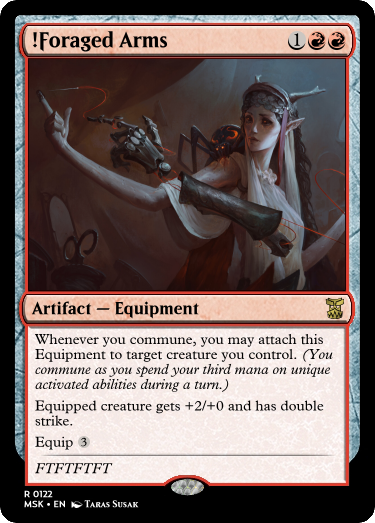 !Foraged Arms 1
Artifact — Equipment
Whenever you commune, you may attach this
Equipment to target creature you control. (You
commune as you spend your third mana on unique
activated abilities during a turn.)
Equipped creature gets +2/+0 and has double
strike.
Equip 3
FTFTFTFT
R 0122
MSK • EN Taras Susak